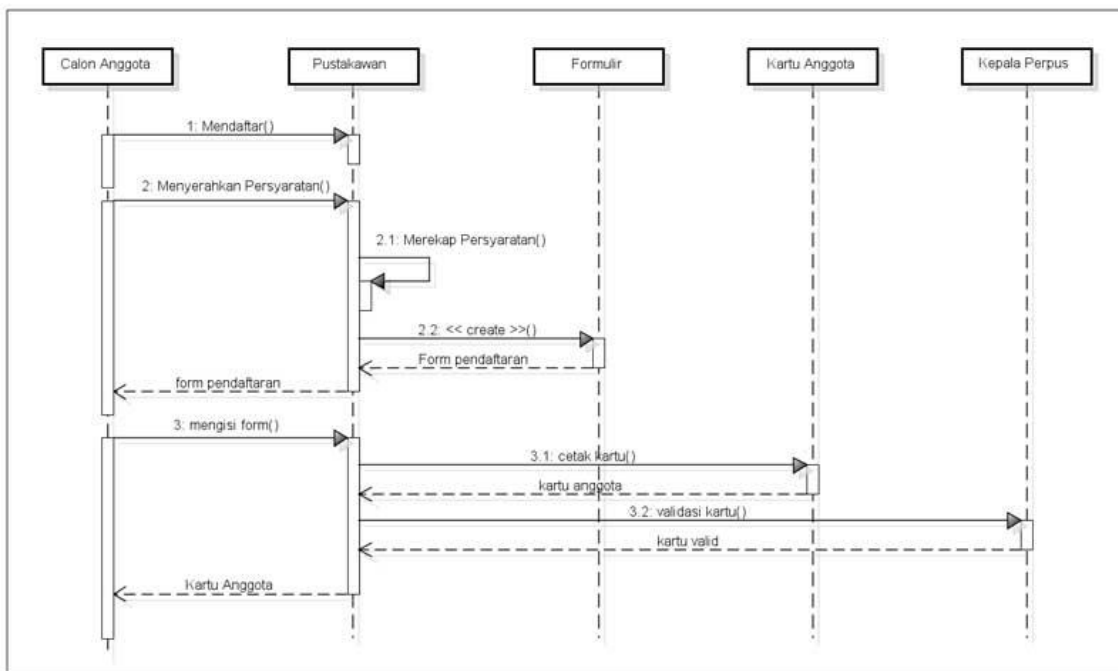 Calon Anggota
Pustakawan
Formulir
Kartu Anggota
Kepala Perpus
1: Mendaftar()
2: Menyerahkan Persyaratan()
2.1: Merekap Persyaratan()
2.2: << create >>()
Form pendaftaran
form pendaftaran
3: mengisi form()
3.1: cetak kartu()
kartu anggota
3.2: validasi kartu()
kartu valid
Kartu Anggota